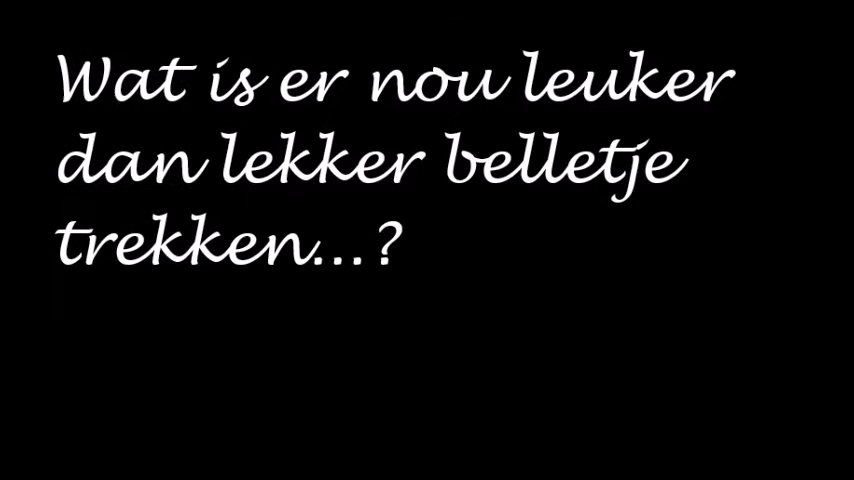 Wat is er nou leuker
dan lekker belletje
trekken...?